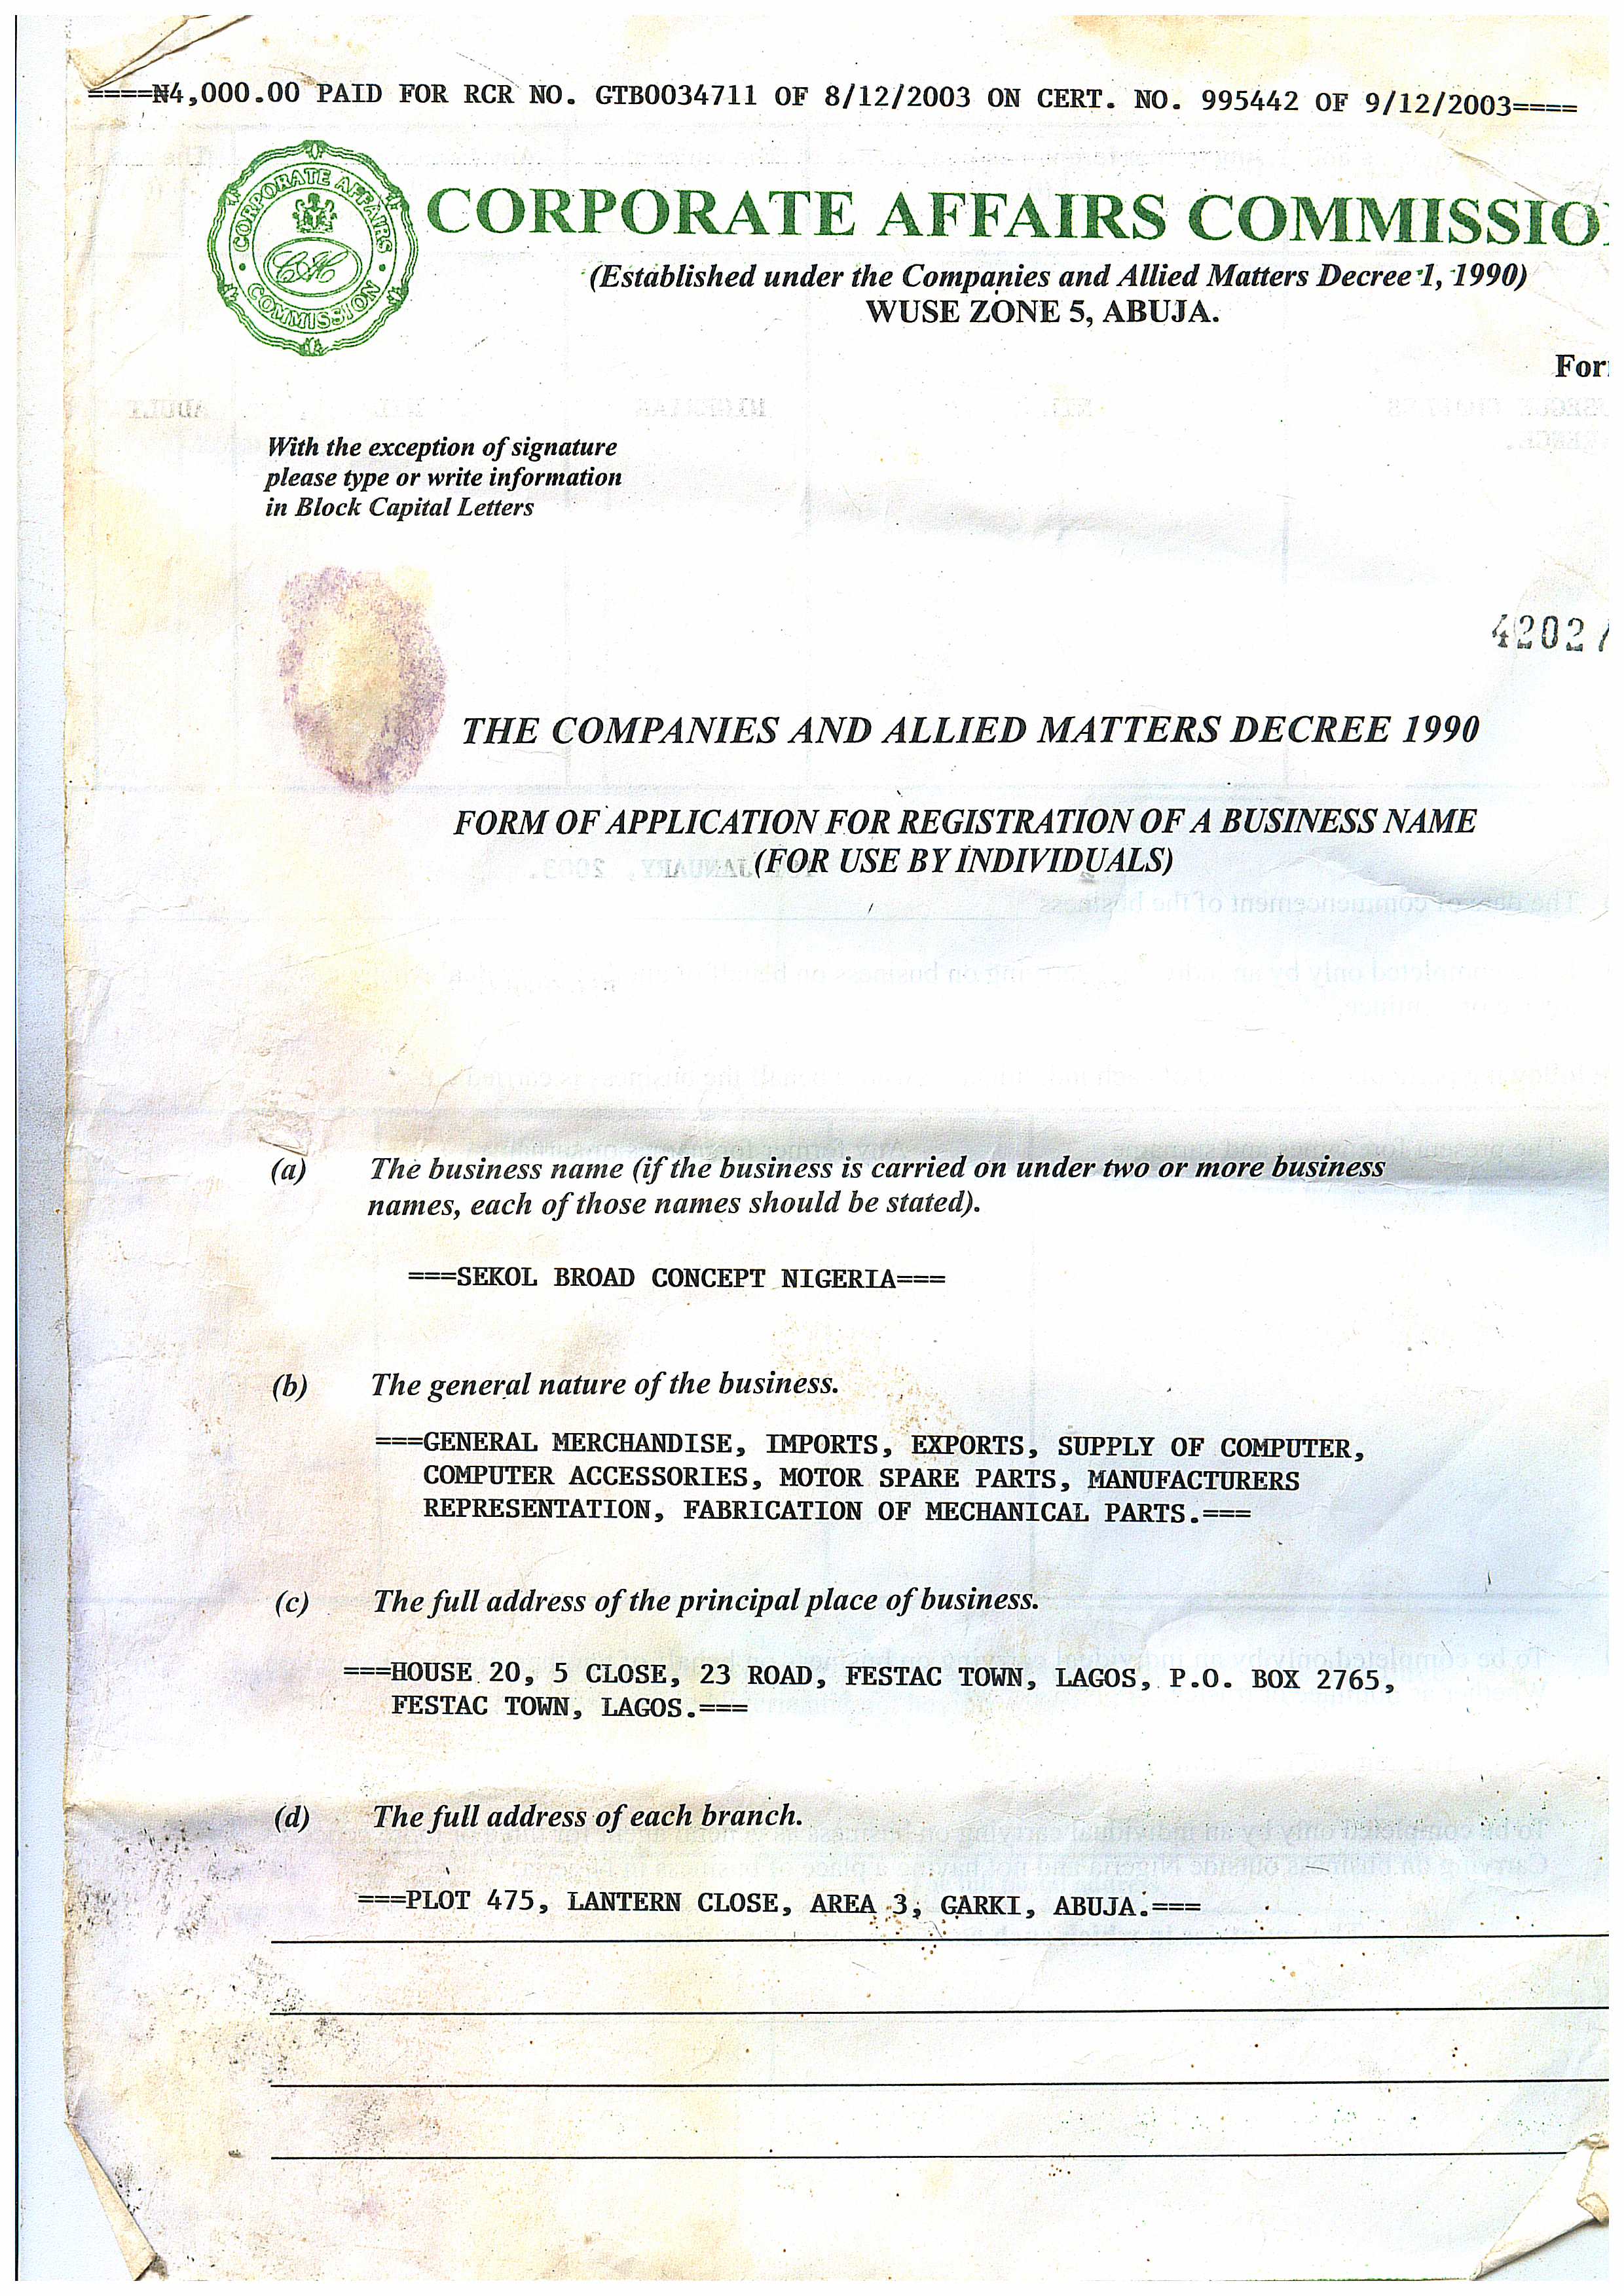 ====₦4,000.00 PAID FOR RCR NO. GTB0034711 OF 8/12/2003 ON CERT. NO. 995442 OF 9/12/2003====
CORPORATE AFFAIRS COMMISSIO
CORPORATE AFFAIRS
COMMISSION
(Established under the Companies and Allied Matters Decree 1, 1990)
WUSE ZONE 5, ABUJA.
For
With the exception of signature
please type or write information
in Block Capital Letters
4202
THE COMPANIES AND ALLIED MATTERS DECREE 1990
FORM OF APPLICATION FOR REGISTRATION OF A BUSINESS NAME
(FOR USE BY INDIVIDUALS)
(a) The business name (if the business is carried on under two or more business
names, each of those names should be stated).
===SEKOL BROAD CONCEPT NIGERIA===
(b) The general nature of the business.
===GENERAL MERCHANDISE, IMPORTS, EXPORTS, SUPPLY OF COMPUTER,
COMPUTER ACCESSORIES, MOTOR SPARE PARTS, MANUFACTURERS
REPRESENTATION, FABRICATION OF MECHANICAL PARTS.===
(c) The full address of the principal place of business.
===HOUSE 20, 5 CLOSE, 23 ROAD, FESTAC TOWN, LAGOS, P.O. BOX 2765,
FESTAC TOWN, LAGOS.===
(d) The full address of each branch.
===PLOT 475, LANTERN CLOSE, AREA 3, GARKI, ABUJA.===